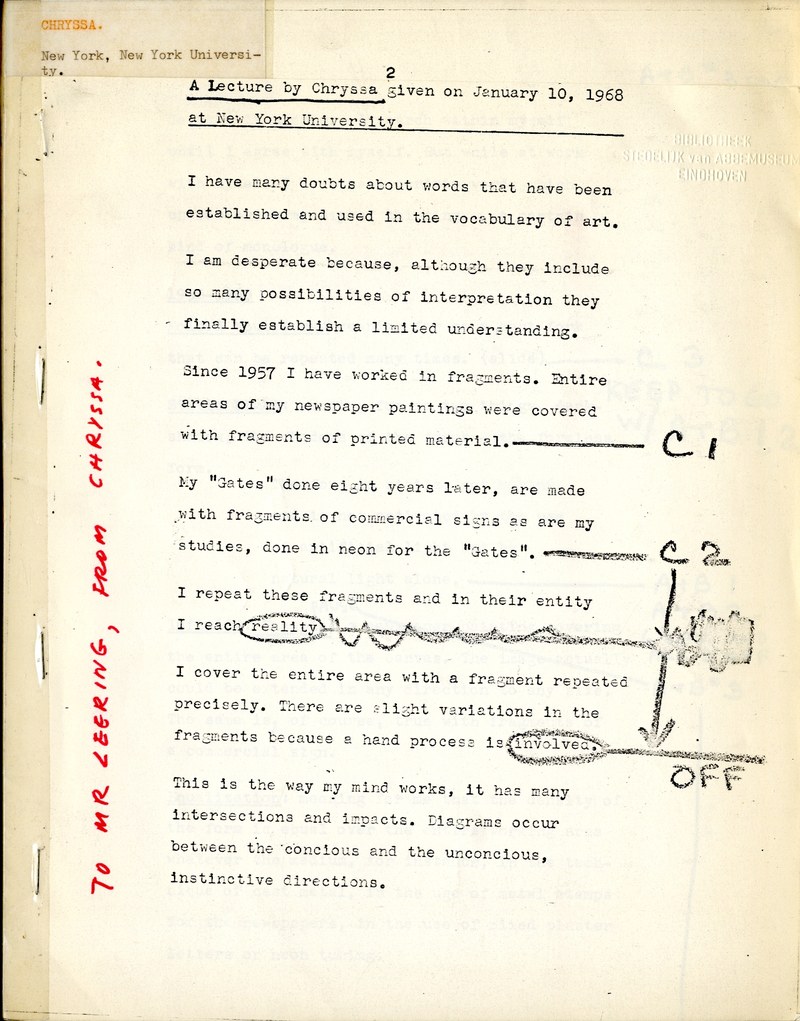 CHRYSSA.
New York, New York Universi-
ty.
2
A Lecture by Chryssa given on January 10, 1968
at New York University.
BIBLIOTHEEK
STEDELIJK van ABBEMUSEUM
EINDHOVEN
I have many doubts about words that have been
established and used in the vocabulary of art.
I am desperate because, although they include
so many possibilities of interpretation they
finally establish a limited understanding.
Since 1957 I have worked in fragments. Entire
areas of my newspaper paintings were covered
with fragments of printed material. C 1
My "Gates" done eight years later, are made
with fragments of commercial signs as are my
studies, done in neon for the "Gates". C 2
I repeat these fragments and in their entity
I reach reality
I cover the entire area with a fragment repeated
precisely. There are slight variations in the
fragments because a hand process is involved.
OFF
This is the way my mind works, it has many
intersections and impacts. Diagrams occur
between the concious and the unconcious,
instinctive directions.
TO MR LEERING, FROM CHRYSSA.